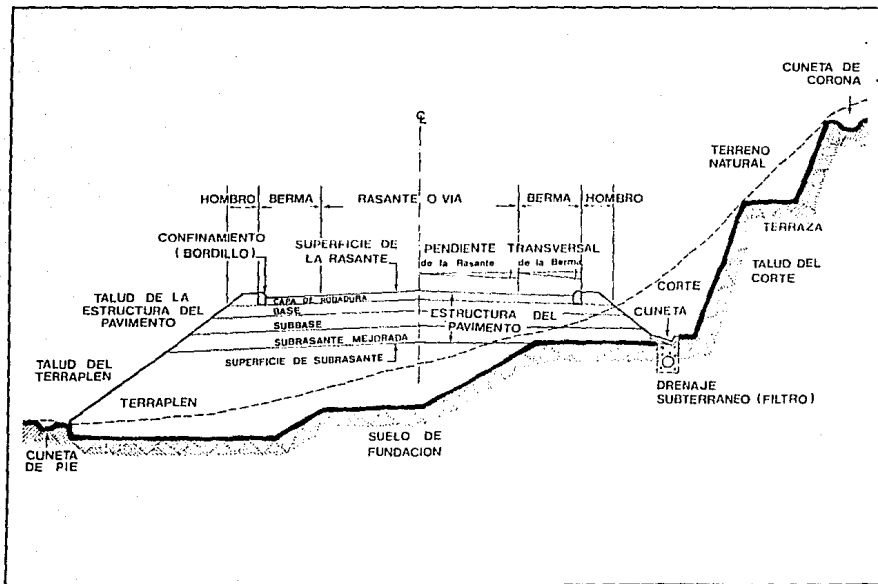 CUNETA DE
CORONA
℄
TERRENO
NATURAL
HOMBRO
BERMA
RASANTE O VIA
BERMA
HOMBRO
CONFINAMIENTO
(BORDILLO)
SUPERFICIE DE
LA RASANTE
PENDIENTE TRANSVERSAL
de la Rasante
de la Berma
TERRAZA
TALUD DEL
CORTE
CORTE
CUNETA
TALUD DE LA
ESTRUCTURA DEL
PAVIMENTO
CAPA DE RODADURA
BASE
ESTRUCTURA DEL
PAVIMENTO
SUBBASE
SUBRASANTE MEJORADA
SUPERFICIE DE SUBRASANTE
TALUD DEL
TERRAPLEN
TERRAPLEN
DRENAJE
SUBTERRANEO (FILTRO)
SUELO DE
FUNDACION
CUNETA
DE PIE